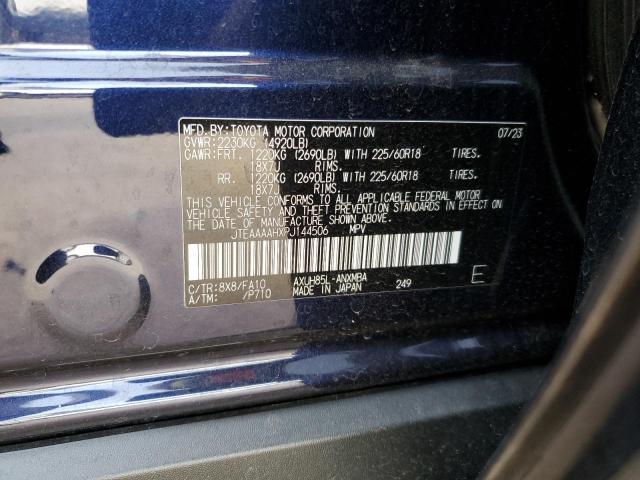 MFD.BY:TOYOTA MOTOR CORPORATION 07/23
GVWR:2230KG (4920LB)
GAWR:FRT. 1220KG (2690LB) WITH 225/60R18 TIRES.
18X7J RIMS.
RR. 1220KG (2690LB) WITH 225/60R18 TIRES.
18X7J RIMS.
THIS VEHICLE CONFORMS TO ALL APPLICABLE FEDERAL MOTOR
VEHICLE SAFETY AND THEFT PREVENTION STANDARDS IN EFFECT ON
THE DATE OF MANUFACTURE SHOWN ABOVE.
JTEAAAAHXPJ144506 MPV
C/TR:8X8/FA10 AXUH85L-ANXMBA
A/TM: /P710 MADE IN JAPAN 249 E